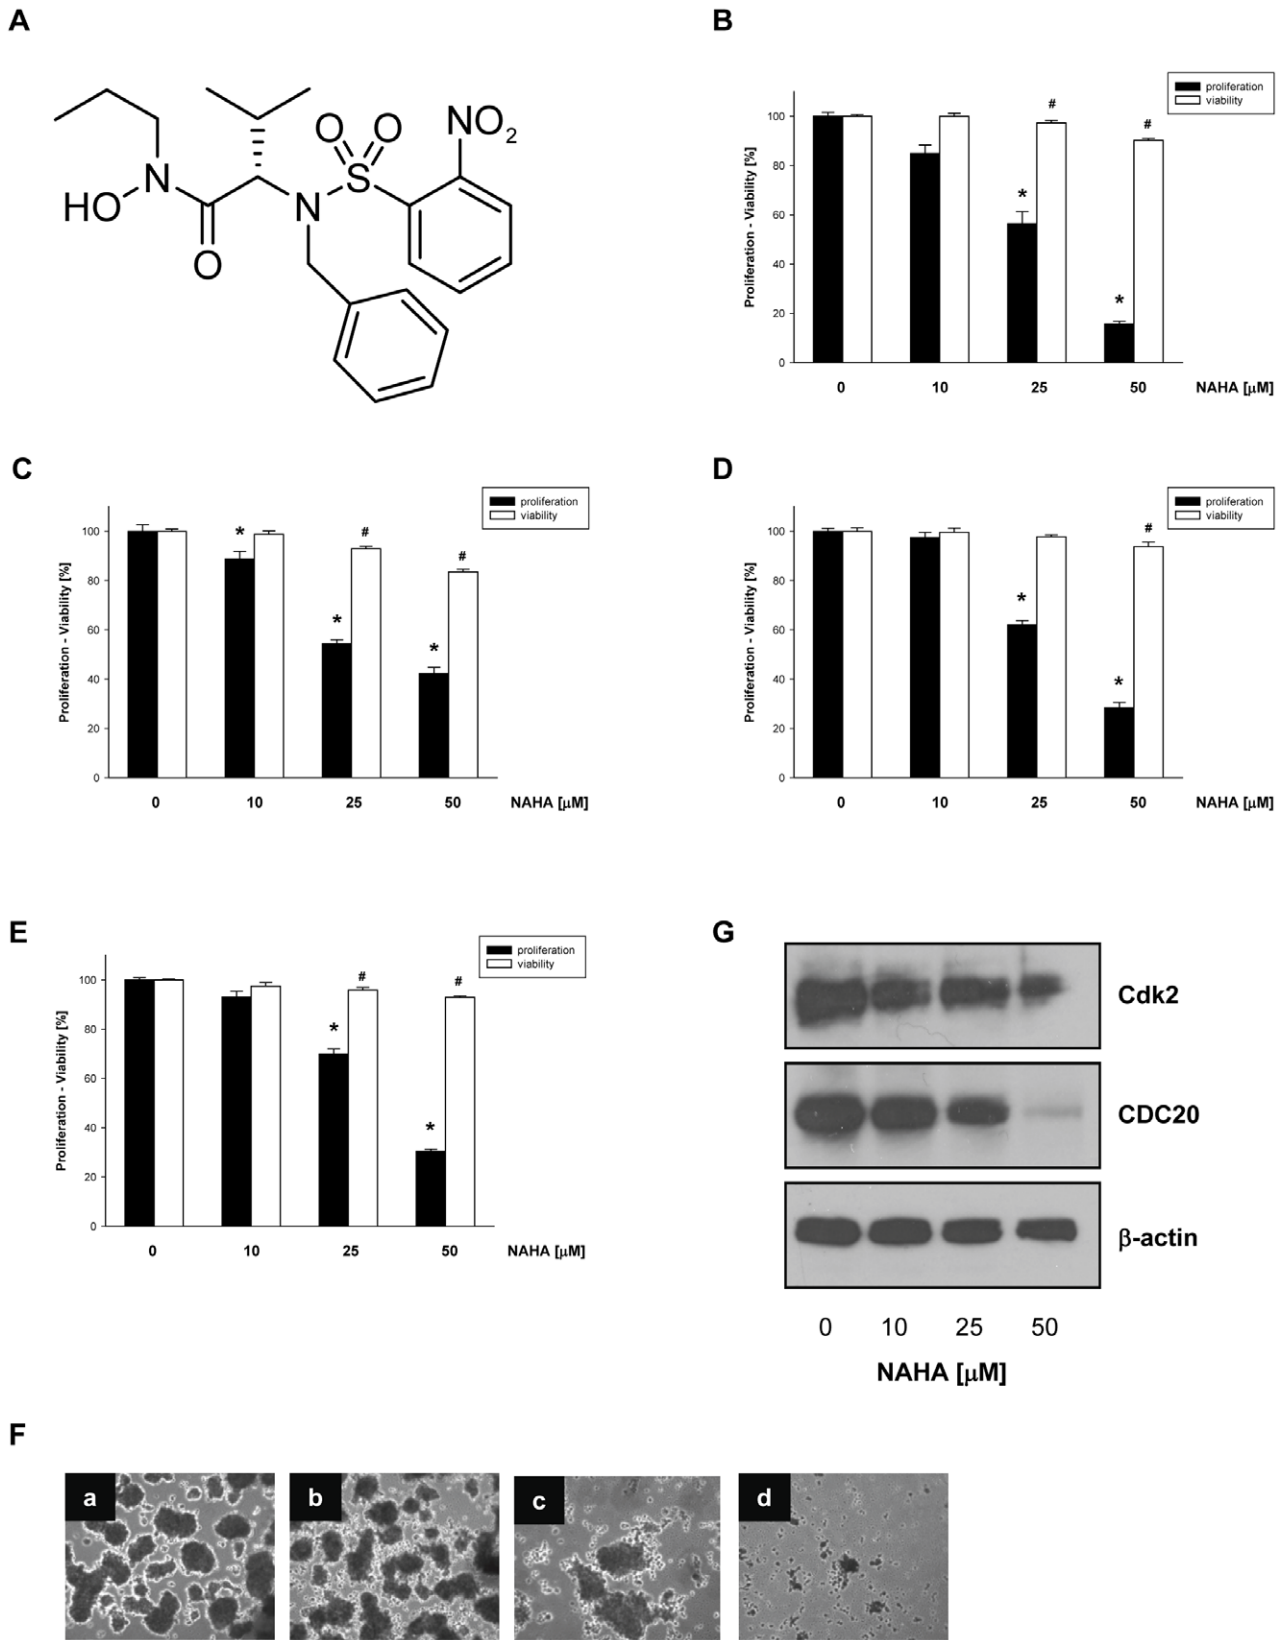 A
HO
N
O
N
S
O
O
NO2
B
proliferation
viability
Proliferation - Viability [%]
100
80
60
40
20
0
*
#
*
#
0 10 25 50 NAHA [μM]
C
proliferation
viability
Proliferation - Viability [%]
100
80
60
40
20
0
*
*
#
*
#
0 10 25 50 NAHA [μM]
D
proliferation
viability
Proliferation - Viability [%]
100
80
60
40
20
0
*
*
#
0 10 25 50 NAHA [μM]
E
proliferation
viability
Proliferation - Viability [%]
100
80
60
40
20
0
*
#
*
#
0 10 25 50 NAHA [μM]
G
Cdk2
CDC20
β-actin
0 10 25 50
NAHA [μM]
F
a b c d